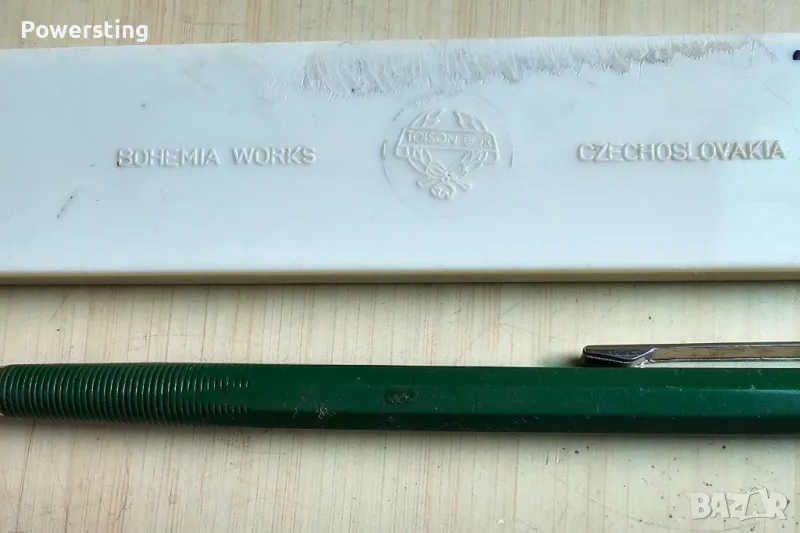 Powersting
BOHEMIA WORKS
TOISON D'OR
CZECHOSLOVAKIA
BAZAR